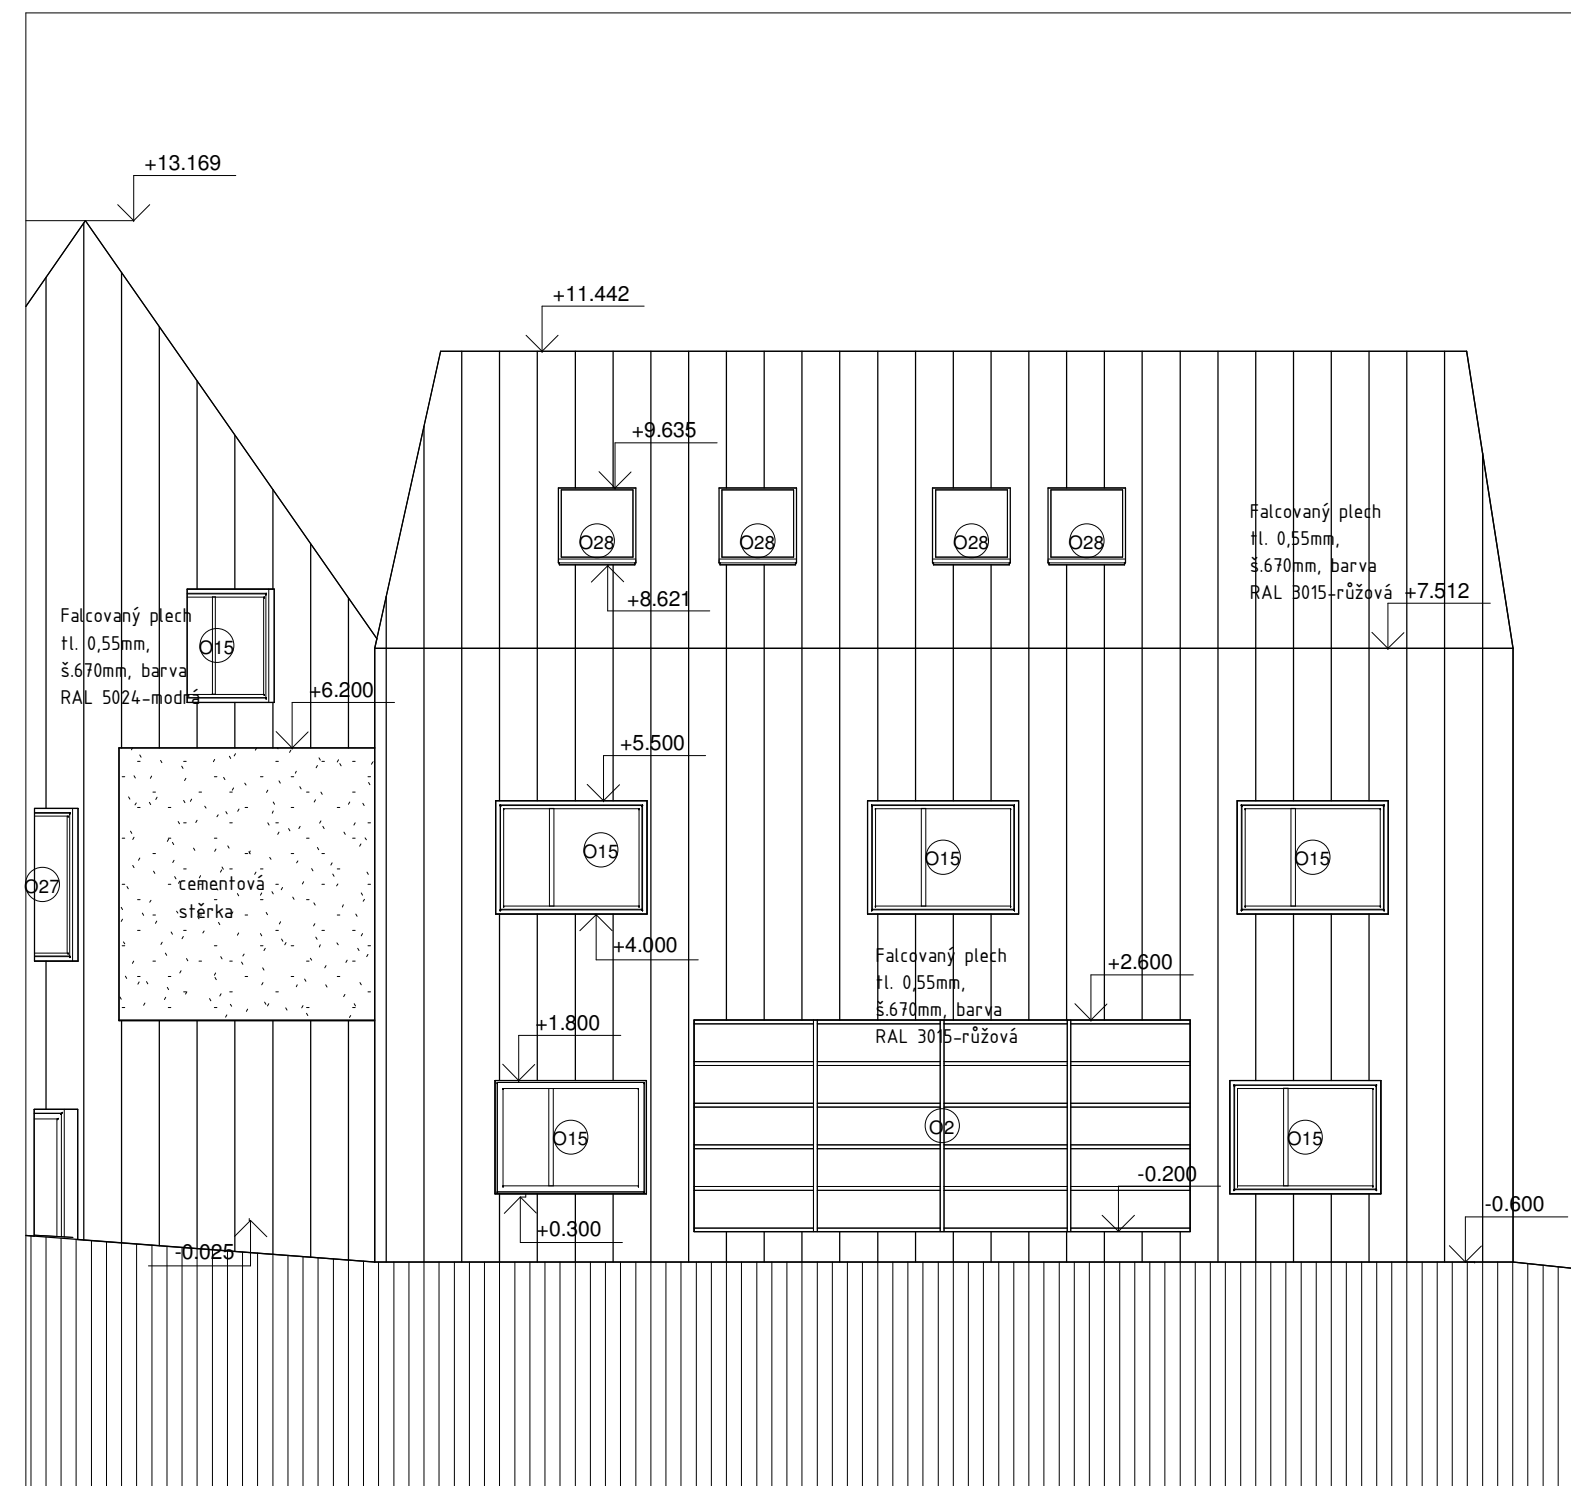 +13.169
+11.442
+9.635
O28
O28
O28
O28
+8.621
Falcovaný plech
tl. 0,55mm,
š.670mm, barva
RAL 3015-růžová
+7.512
Falcovaný plech
tl. 0,55mm,
š.670mm, barva
RAL 5024-modrá
O15
+6.200
+5.500
O15
O15
O15
O27
cementová
stěrka
+4.000
Falcovaný plech
tl. 0,55mm,
š.670mm, barva
RAL 3015-růžová
+2.600
+1.800
O15
O2
O15
-0.200
-0.600
+0.300
-0.025